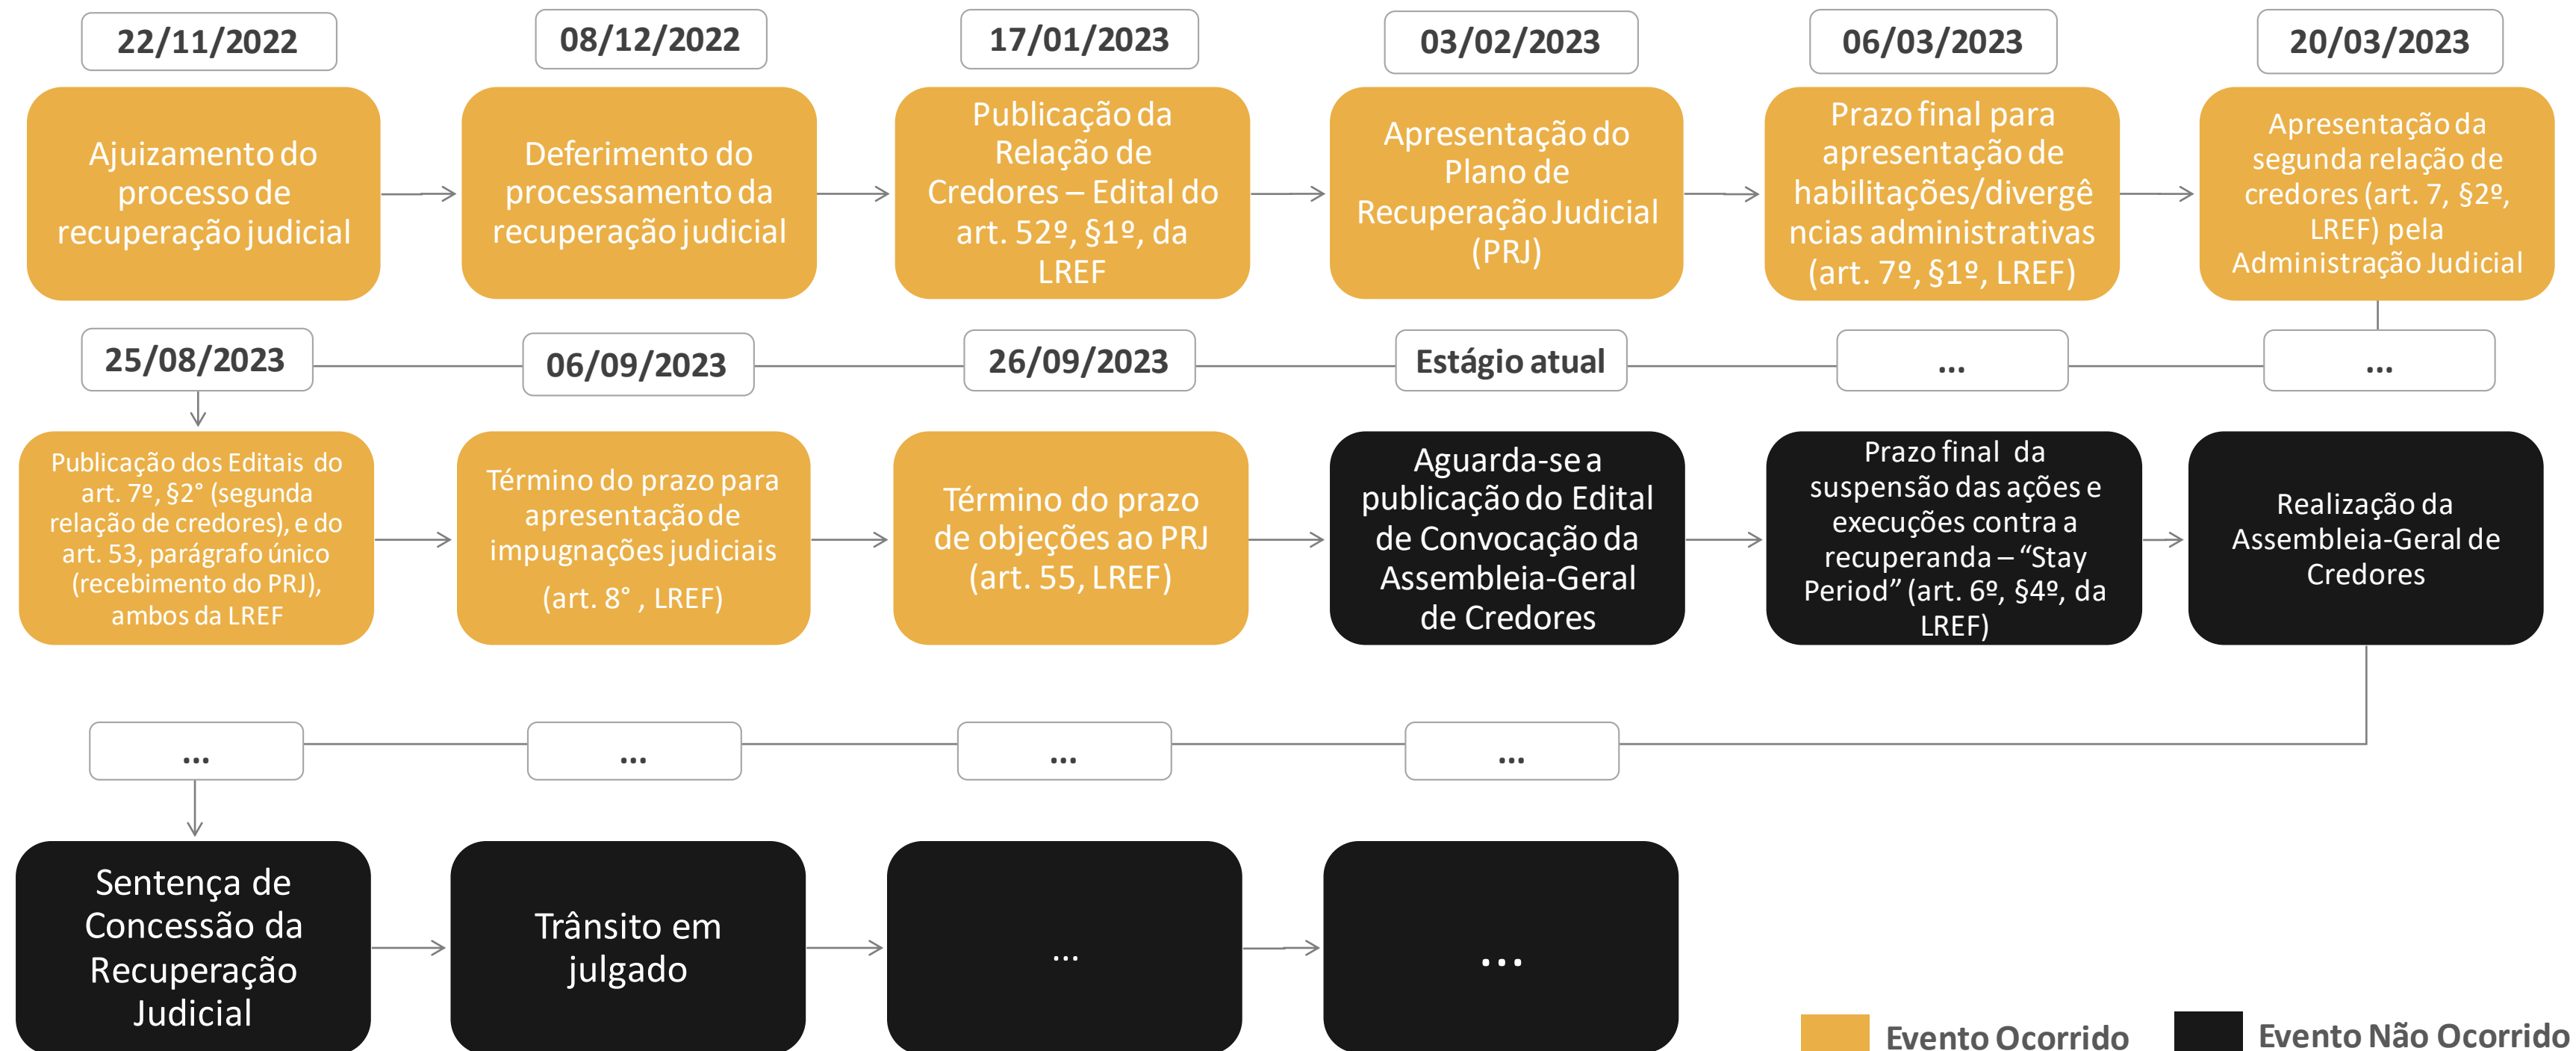 22/11/2022
08/12/2022
17/01/2023
03/02/2023
06/03/2023
20/03/2023
Ajuizamento do
processo de
recuperação judicial
Deferimento do
processamento da
recuperação judicial
Publicação da
Relação de
Credores – Edital do
art. 52º, §1º, da
LREF
Apresentação do
Plano de
Recuperação Judicial
(PRJ)
Prazo final para
apresentação de
habilitações/divergê
ncias administrativas
(art. 7º, §1º, LREF)
Apresentação da
segunda relação de
credores (art. 7, §2º,
LREF) pela
Administração Judicial
25/08/2023
06/09/2023
26/09/2023
Estágio atual
...
...
Publicação dos Editais do
art. 7º, §2° (segunda
relação de credores), e do
art. 53, parágrafo único
(recebimento do PRJ),
ambos da LREF
Término do prazo para
apresentação de
impugnações judiciais
(art. 8° , LREF)
Término do prazo
de objeções ao PRJ
(art. 55, LREF)
Aguarda-se a
publicação do Edital
de Convocação da
Assembleia-Geral
de Credores
Prazo final da
suspensão das ações e
execuções contra a
recuperanda – “Stay
Period” (art. 6º, §4º, da
LREF)
Realização da
Assembleia-Geral de
Credores
...
...
...
...
Sentença de
Concessão da
Recuperação
Judicial
Trânsito em
julgado
...
...
Evento Ocorrido
Evento Não Ocorrido